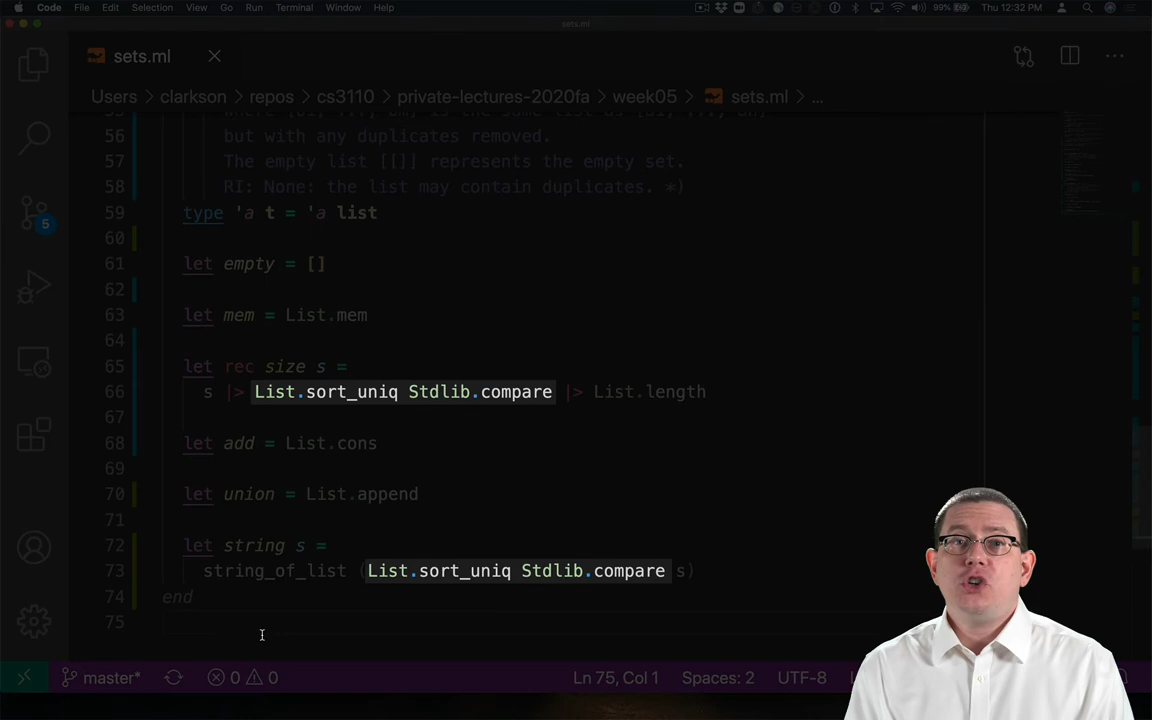 Code File Edit Selection View Go Run Terminal Window Help 99% Thu 12:32 PM
sets.ml
sets.ml
Users > clarkson > repos > cs3110 > private-lectures-2020fa > week05 > sets.ml > ...
56 but with any duplicates removed.
57 The empty list [[]] represents the empty set.
58 RI: None: the list may contain duplicates. *)
59 type 'a t = 'a list
60
61 let empty = []
62
63 let mem = List.mem
64
65 let rec size s =
66 s |> List.sort_uniq Stdlib.compare |> List.length
67
68 let add = List.cons
69
70 let union = List.append
71
72 let string s =
73 string_of_list (List.sort_uniq Stdlib.compare s)
74 end
75
5
master* 0 0 Ln 75, Col 1 Spaces: 2 UTF-8